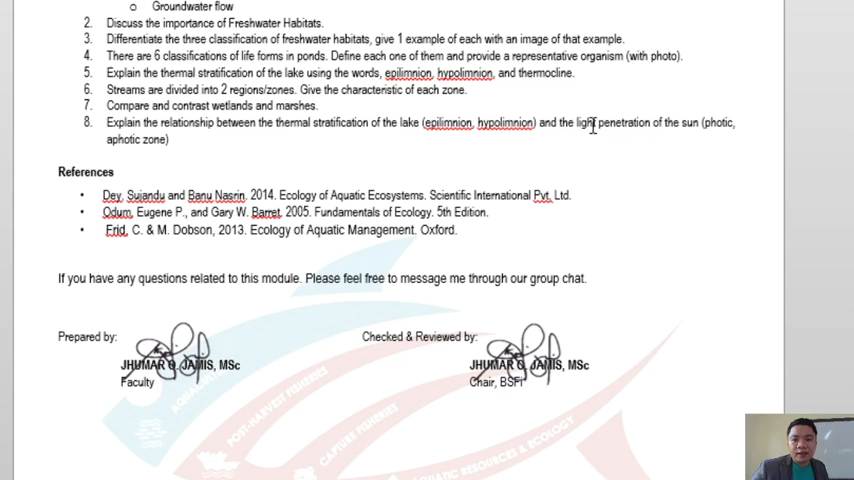 o Groundwater flow
2. Discuss the importance of Freshwater Habitats.
3. Differentiate the three classification of freshwater habitats, give 1 example of each with an image of that example.
4. There are 6 classifications of life forms in ponds. Define each one of them and provide a representative organism (with photo).
5. Explain the thermal stratification of the lake using the words, epilimnion, hypolimnion, and thermocline.
6. Streams are divided into 2 regions/zones. Give the characteristic of each zone.
7. Compare and contrast wetlands and marshes.
8. Explain the relationship between the thermal stratification of the lake (epilimnion, hypolimnion) and the light penetration of the sun (photic,
aphotic zone)
References
• Dey, Sujandu and Banu Nasrin. 2014. Ecology of Aquatic Ecosystems. Scientific International Pvt. Ltd.
• Odum, Eugene P., and Gary W. Barret. 2005. Fundamentals of Ecology. 5th Edition.
• Frid, C. & M. Dobson, 2013. Ecology of Aquatic Management. Oxford.
If you have any questions related to this module. Please feel free to message me through our group chat.
Prepared by: Checked & Reviewed by:
JHUMAR Q. JAMIS, MSc JHUMAR Q. JAMIS, MSc
Faculty Chair, BSFi
POST-HARVEST FISHERIES
CAPTURE FISHERIES
AQUATIC RESOURCES & ECOLOGY